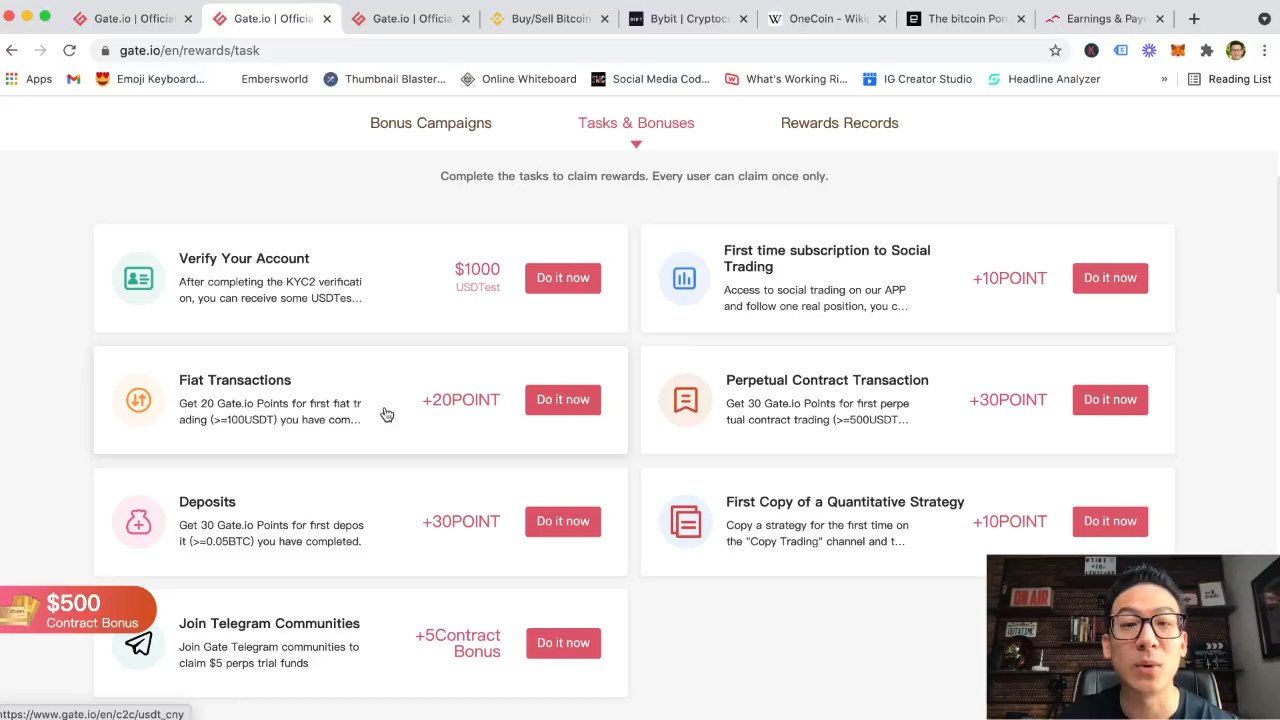 Gate.io | Officia
Gate.io | Officia
Gate.io | Officia
Buy/Sell Bitcoin
Bybit | Cryptocu
OneCoin - Wikip
The bitcoin Pon
Earnings & Pay
gate.io/en/rewards/task
Apps
Emoji Keyboard...
Embersworld
Thumbnail Blaster...
Online Whiteboard
Social Media Cod...
What's Working Ri...
IG Creator Studio
Headline Analyzer
»
Reading List
Bonus Campaigns
Tasks & Bonuses
Rewards Records
Complete the tasks to claim rewards. Every user can claim once only.
Verify Your Account
After completing the KYC2 verificati
on, you can receive some USDTes...
$1000
USDTest
Do it now
First time subscription to Social
Trading
Access to social trading on our APP
and follow one real position, you c...
+10POINT
Do it now
Fiat Transactions
Get 20 Gate.io Points for first fiat tr
ading (>=100USDT) you have com...
+20POINT
Do it now
Perpetual Contract Transaction
Get 30 Gate.io Points for first perpe
tual contract trading (>=500USDT...
+30POINT
Do it now
Deposits
Get 30 Gate.io Points for first depos
it (>=0.05BTC) you have completed.
+30POINT
Do it now
First Copy of a Quantitative Strategy
Copy a strategy for the first time on
the "Copy Trading" channel and t...
+10POINT
Do it now
$500
Contract Bonus
Join Telegram Communities
Join Gate Telegram communities to
claim $5 perps trial funds
+5Contract
Bonus
Do it now
ON AIR
OUTATIME
https://www.gate.io/en/c2c/usdt_cny